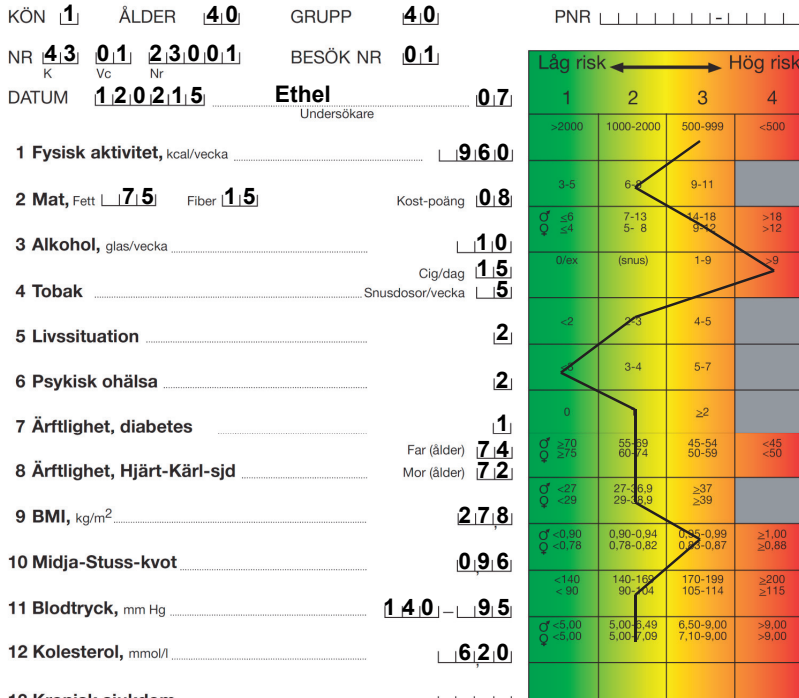 KÖN 1 ÅLDER 40 GRUPP 40 PNR -
NR 43 01 23001 BESÖK NR 01
K Vc Nr
DATUM 120215 Ethel 07
Undersökare
Låg risk Hög risk
1 2 3 4
>2000 1000-2000 500-999 <500
1 Fysisk aktivitet, kcal/vecka 960
3-5 6-8 9-11
2 Mat, Fett 75 Fiber 15 Kost-poäng 08
♂ ≤6 7-13 14-18 >18
♀ ≤4 5- 8 9-12 >12
3 Alkohol, glas/vecka 10
0/ex (snus) 1-9 >9
Cig/dag 15
4 Tobak Snusdosor/vecka 5
<2 2-3 4-5
5 Livssituation 2
<3 3-4 5-7
6 Psykisk ohälsa 2
0 1 ≥2
7 Ärftlighet, diabetes 1
♂ ≥70 55-69 45-54 <45
♀ ≥75 60-74 50-59 <50
Far (ålder) 74
8 Ärftlighet, Hjärt-Kärl-sjd Mor (ålder) 72
♂ <27 27-36,9 ≥37
♀ <29 29-38,9 ≥39
9 BMI, kg/m² 27,8
♂ <0,90 0,90-0,94 0,95-0,99 ≥1,00
♀ <0,78 0,78-0,82 0,83-0,87 ≥0,88
10 Midja-Stuss-kvot 0,96
<140 140-169 170-199 ≥200
< 90 90-104 105-114 ≥115
11 Blodtryck, mm Hg 140 – 95
♂ <5,00 5,00-6,49 6,50-9,00 >9,00
♀ <5,00 5,00-7,09 7,10-9,00 >9,00
12 Kolesterol, mmol/l 6,20